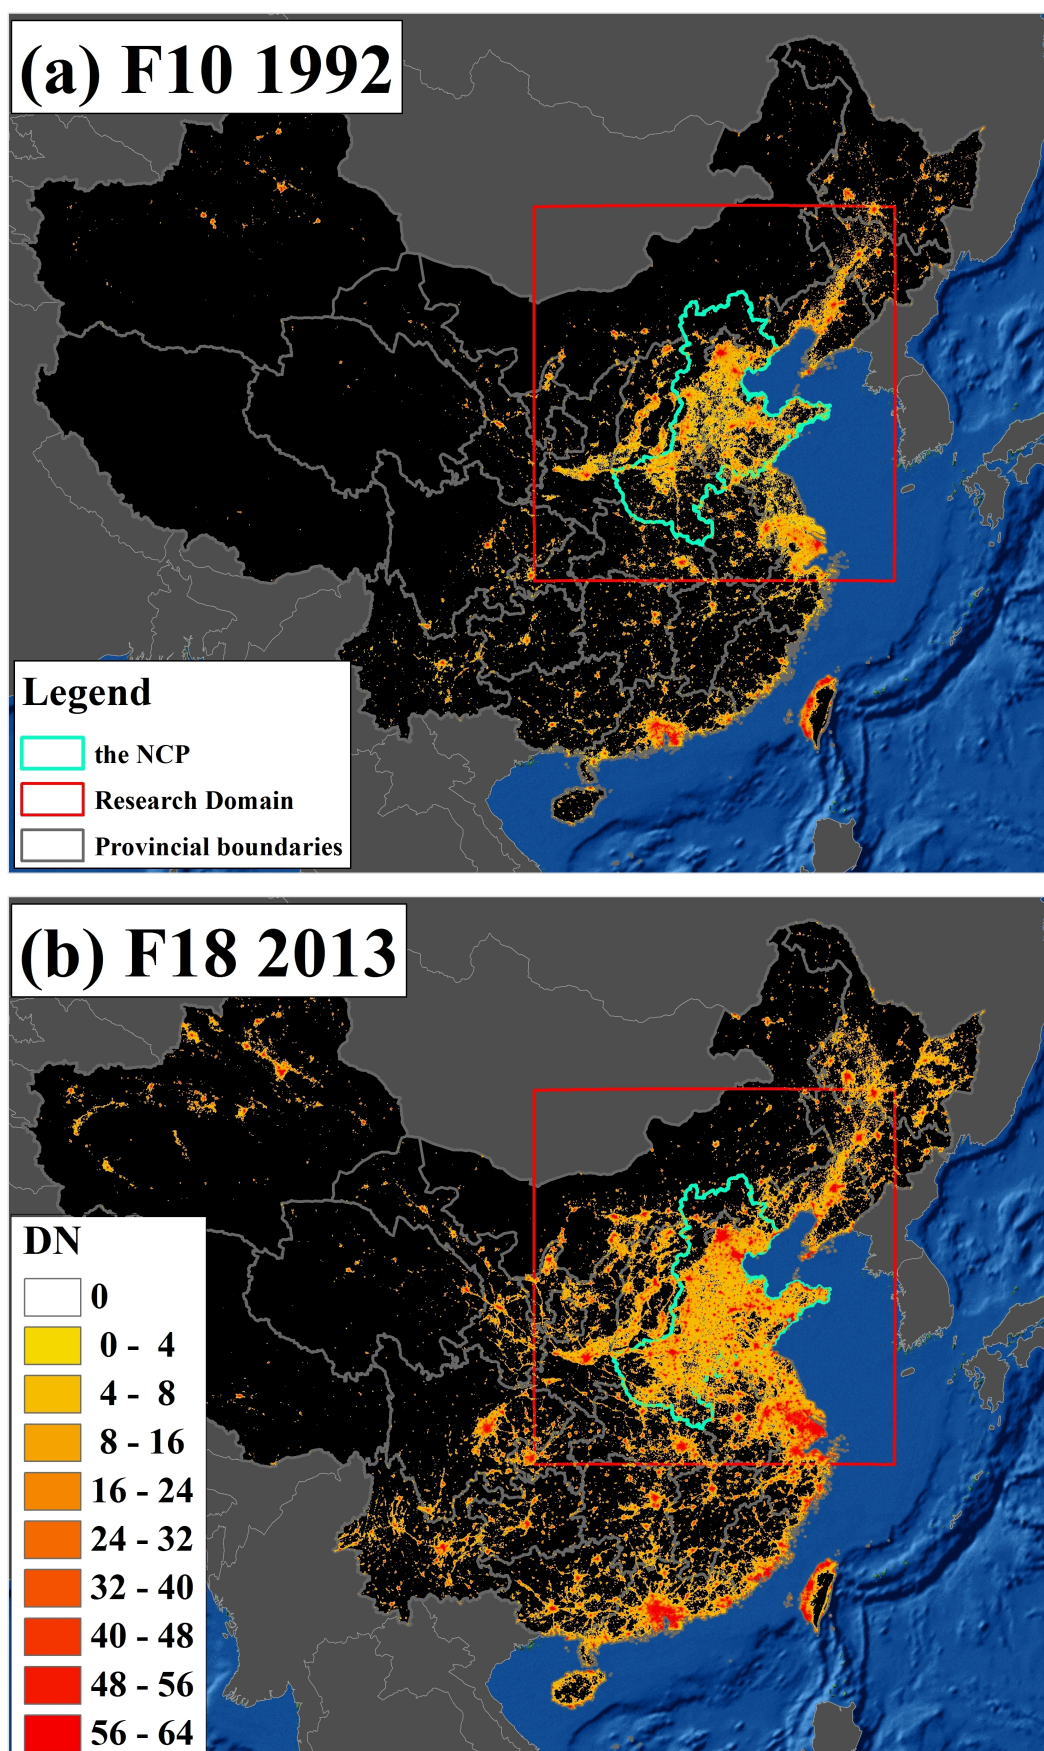 (a) F10 1992
Legend
the NCP
Research Domain
Provincial boundaries
(b) F18 2013
DN
0
0 - 4
4 - 8
8 - 16
16 - 24
24 - 32
32 - 40
40 - 48
48 - 56
56 - 64